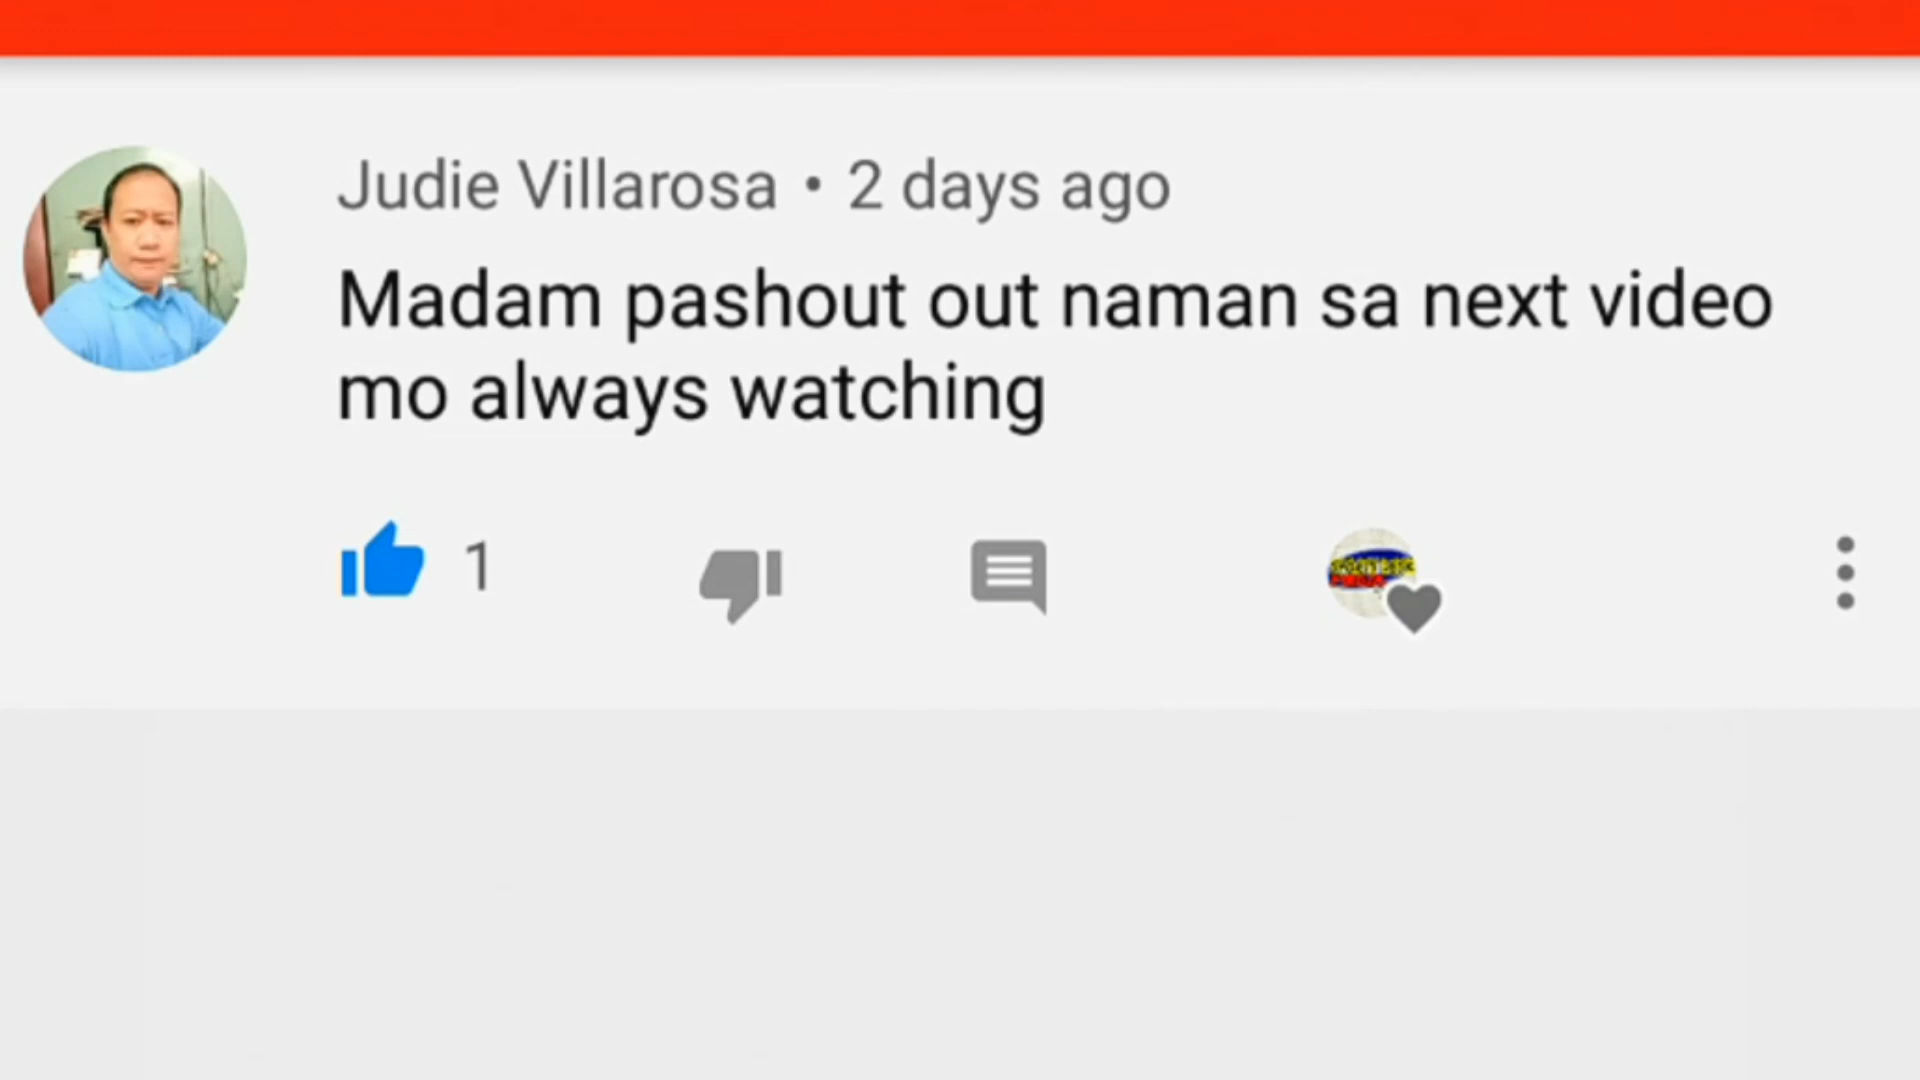 Judie Villarosa • 2 days ago
Madam pashout out naman sa next video
mo always watching
1